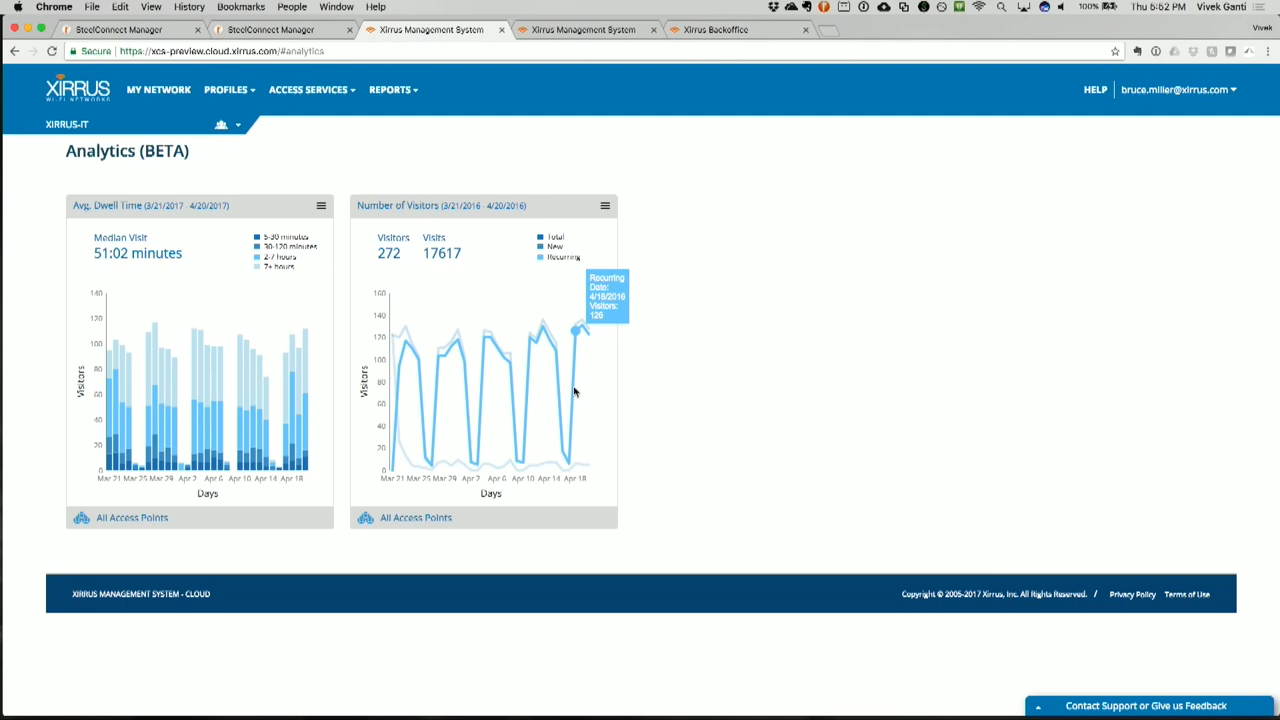 Chrome File Edit View History Bookmarks People Window Help 100% Thu 5:52 PM Vivek Ganti
SteelConnect Manager SteelConnect Manager Xirrus Management System Xirrus Management System Xirrus Backoffice Vivek
Secure https://xcs-preview.cloud.xirrus.com/#analytics
XIRRUS MY NETWORK PROFILES ACCESS SERVICES REPORTS HELP bruce.miller@xirrus.com
WI-FI NETWORKS
XIRRUS-IT
Analytics (BETA)
Avg. Dwell Time (3/21/2017 - 4/20/2017)
Median Visit
51:02 minutes
5-30 minutes
30-120 minutes
2-7 hours
7+ hours
140
120
100
80
60
40
20
0
Visitors
Mar 21 Mar 25 Mar 29 Apr 2 Apr 6 Apr 10 Apr 14 Apr 18
Days
All Access Points
Number of Visitors (3/21/2016 - 4/20/2016)
Visitors Visits
272 17617
Total
New
Recurring
Recurring
Date:
4/18/2016
Visitors:
126
160
140
120
100
80
60
40
20
0
Visitors
Mar 21 Mar 25 Mar 29 Apr 2 Apr 6 Apr 10 Apr 14 Apr 18
Days
All Access Points
XIRRUS MANAGEMENT SYSTEM - CLOUD Copyright © 2005-2017 Xirrus, Inc. All Rights Reserved. / Privacy Policy Terms of Use
Contact Support or Give us Feedback